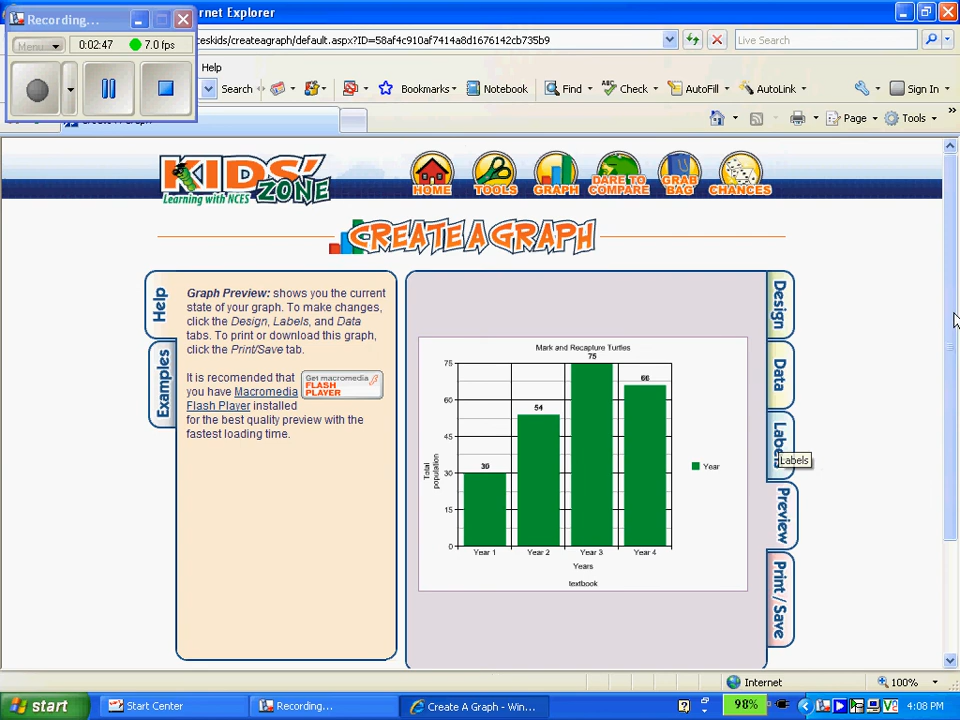 Recording...
rnet Explorer
Menu
0:02:47
7.0 fps
ceskids/createagraph/default.aspx?ID=58af4c910af7414a8d1676142cb735b9
Live Search
Help
Search
Bookmarks
Notebook
Find
Check
AutoFill
AutoLink
Sign In
Page
Tools
KIDS' ZONE
Learning with NCES
HOME
TOOLS
GRAPH
DARE TO COMPARE
GRAB BAG
CHANCES
CREATE A GRAPH
Help
Examples
Graph Preview: shows you the current
state of your graph. To make changes,
click the Design, Labels, and Data
tabs. To print or download this graph,
click the Print/Save tab.
It is recomended that
you have Macromedia
Flash Player installed
for the best quality preview with the
fastest loading time.
Get macromedia
FLASH
PLAYER
Mark and Recapture Turtles
75
60
45
30
15
0
30
54
75
66
Total
population
Year 1
Year 2
Year 3
Year 4
Years
textbook
Year
Design
Data
Labels
Labels
Preview
Print / Save
Internet
100%
start
Start Center
Recording...
Create A Graph - Win...
98%
4:08 PM